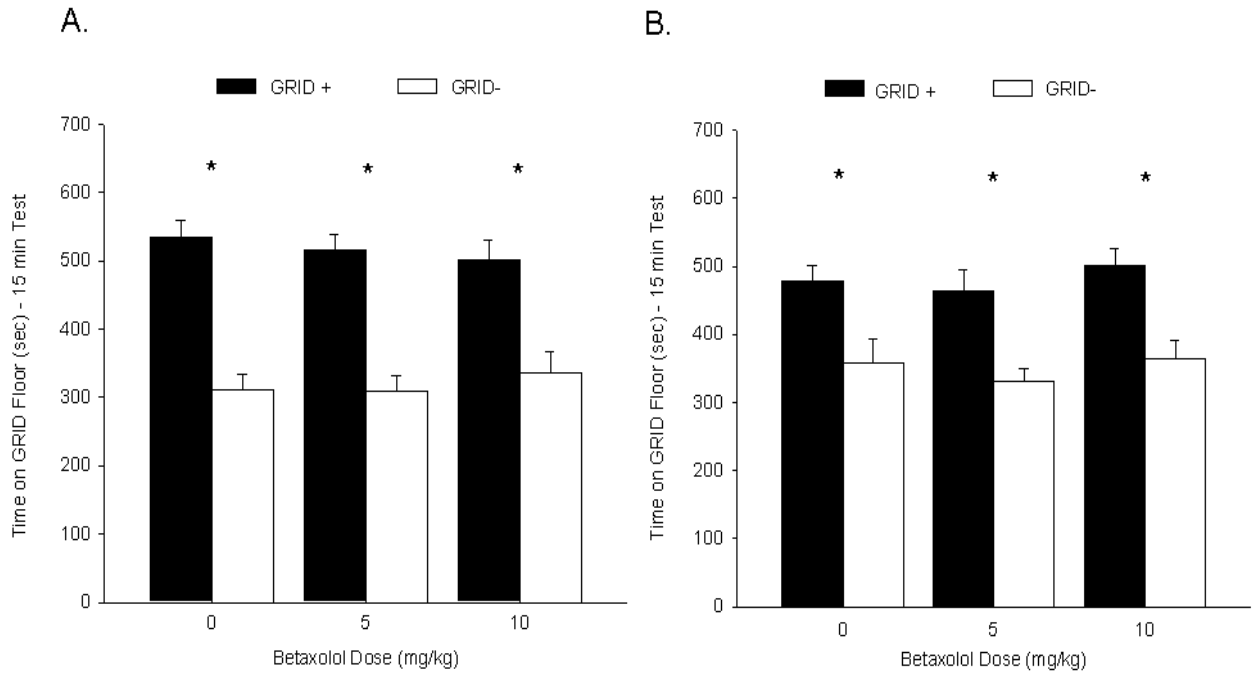 A.
GRID +
GRID-
Time on GRID Floor (sec) - 15 min Test
700
600
500
400
300
200
100
0
*
*
*
0
5
10
Betaxolol Dose (mg/kg)
B.
GRID +
GRID-
Time on GRID Floor (sec) - 15 min Test
700
600
500
400
300
200
100
0
*
*
*
0
5
10
Betaxolol Dose (mg/kg)